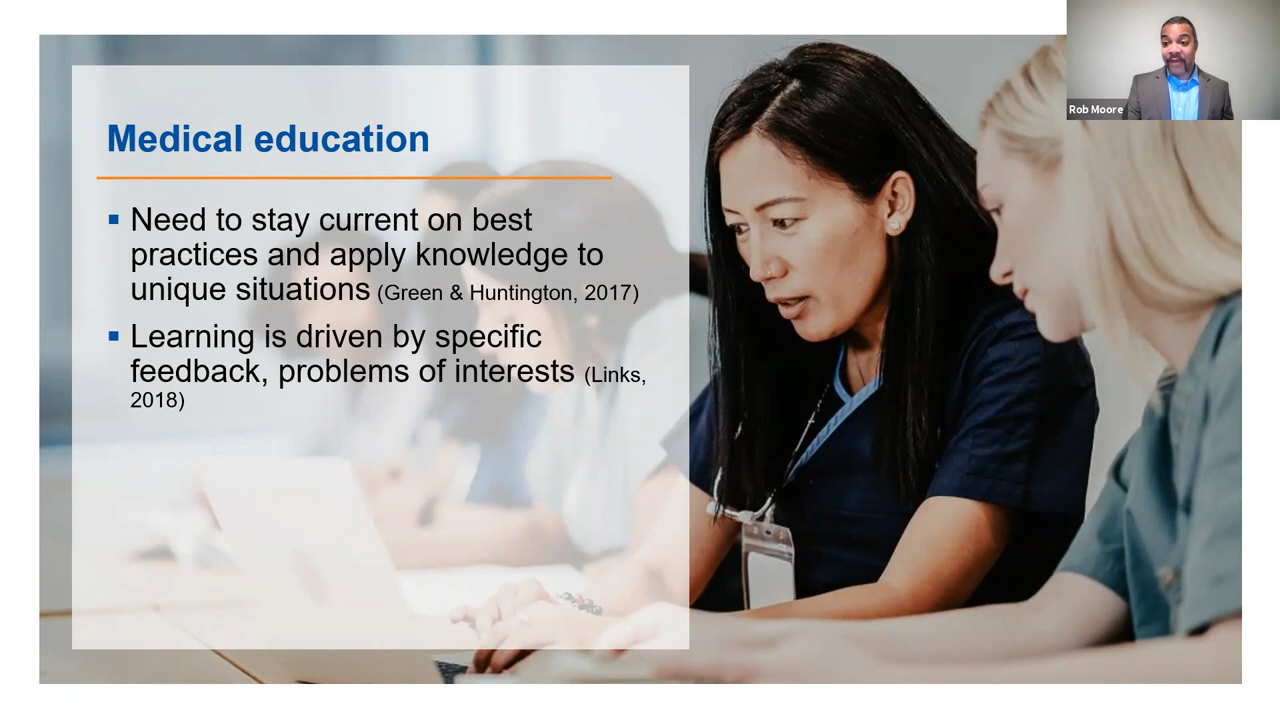 Medical education
Need to stay current on best
practices and apply knowledge to
unique situations (Green & Huntington, 2017)
Learning is driven by specific
feedback, problems of interests (Links,
2018)
Rob Moore